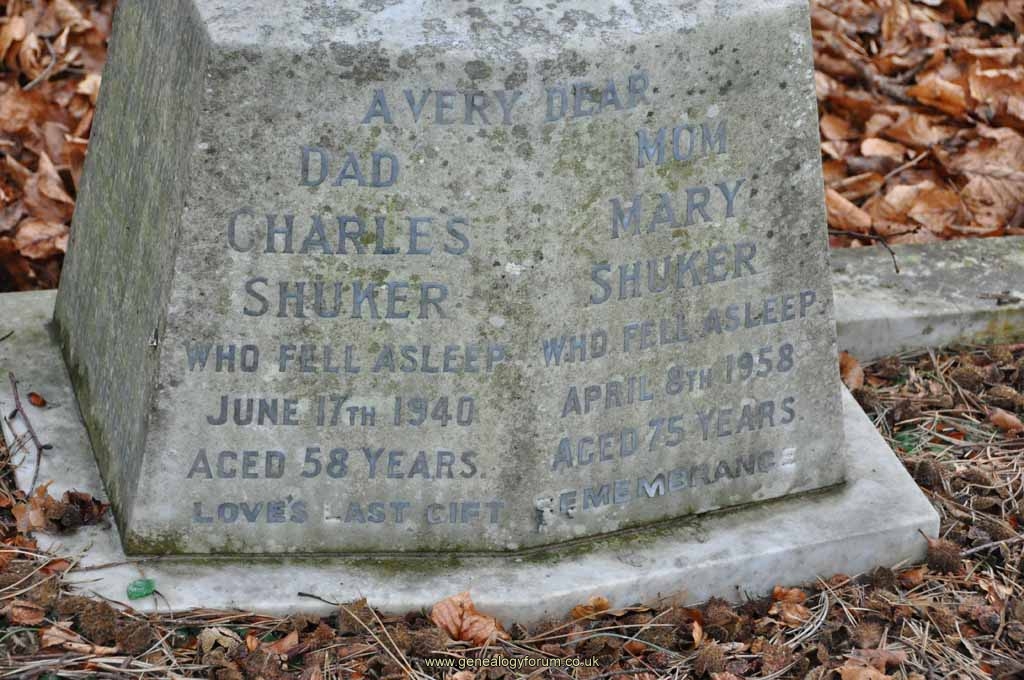 A VERY DEAR
DAD
CHARLES
SHUKER
WHO FELL ASLEEP
JUNE 17TH 1940
AGED 58 YEARS.
LOVE'S LAST GIFT
MOM
MARY
SHUKER
WHO FELL ASLEEP.
APRIL 8TH 1958
AGED 75 YEARS.
REMEMBRANCE
www.genealogyforum.co.uk